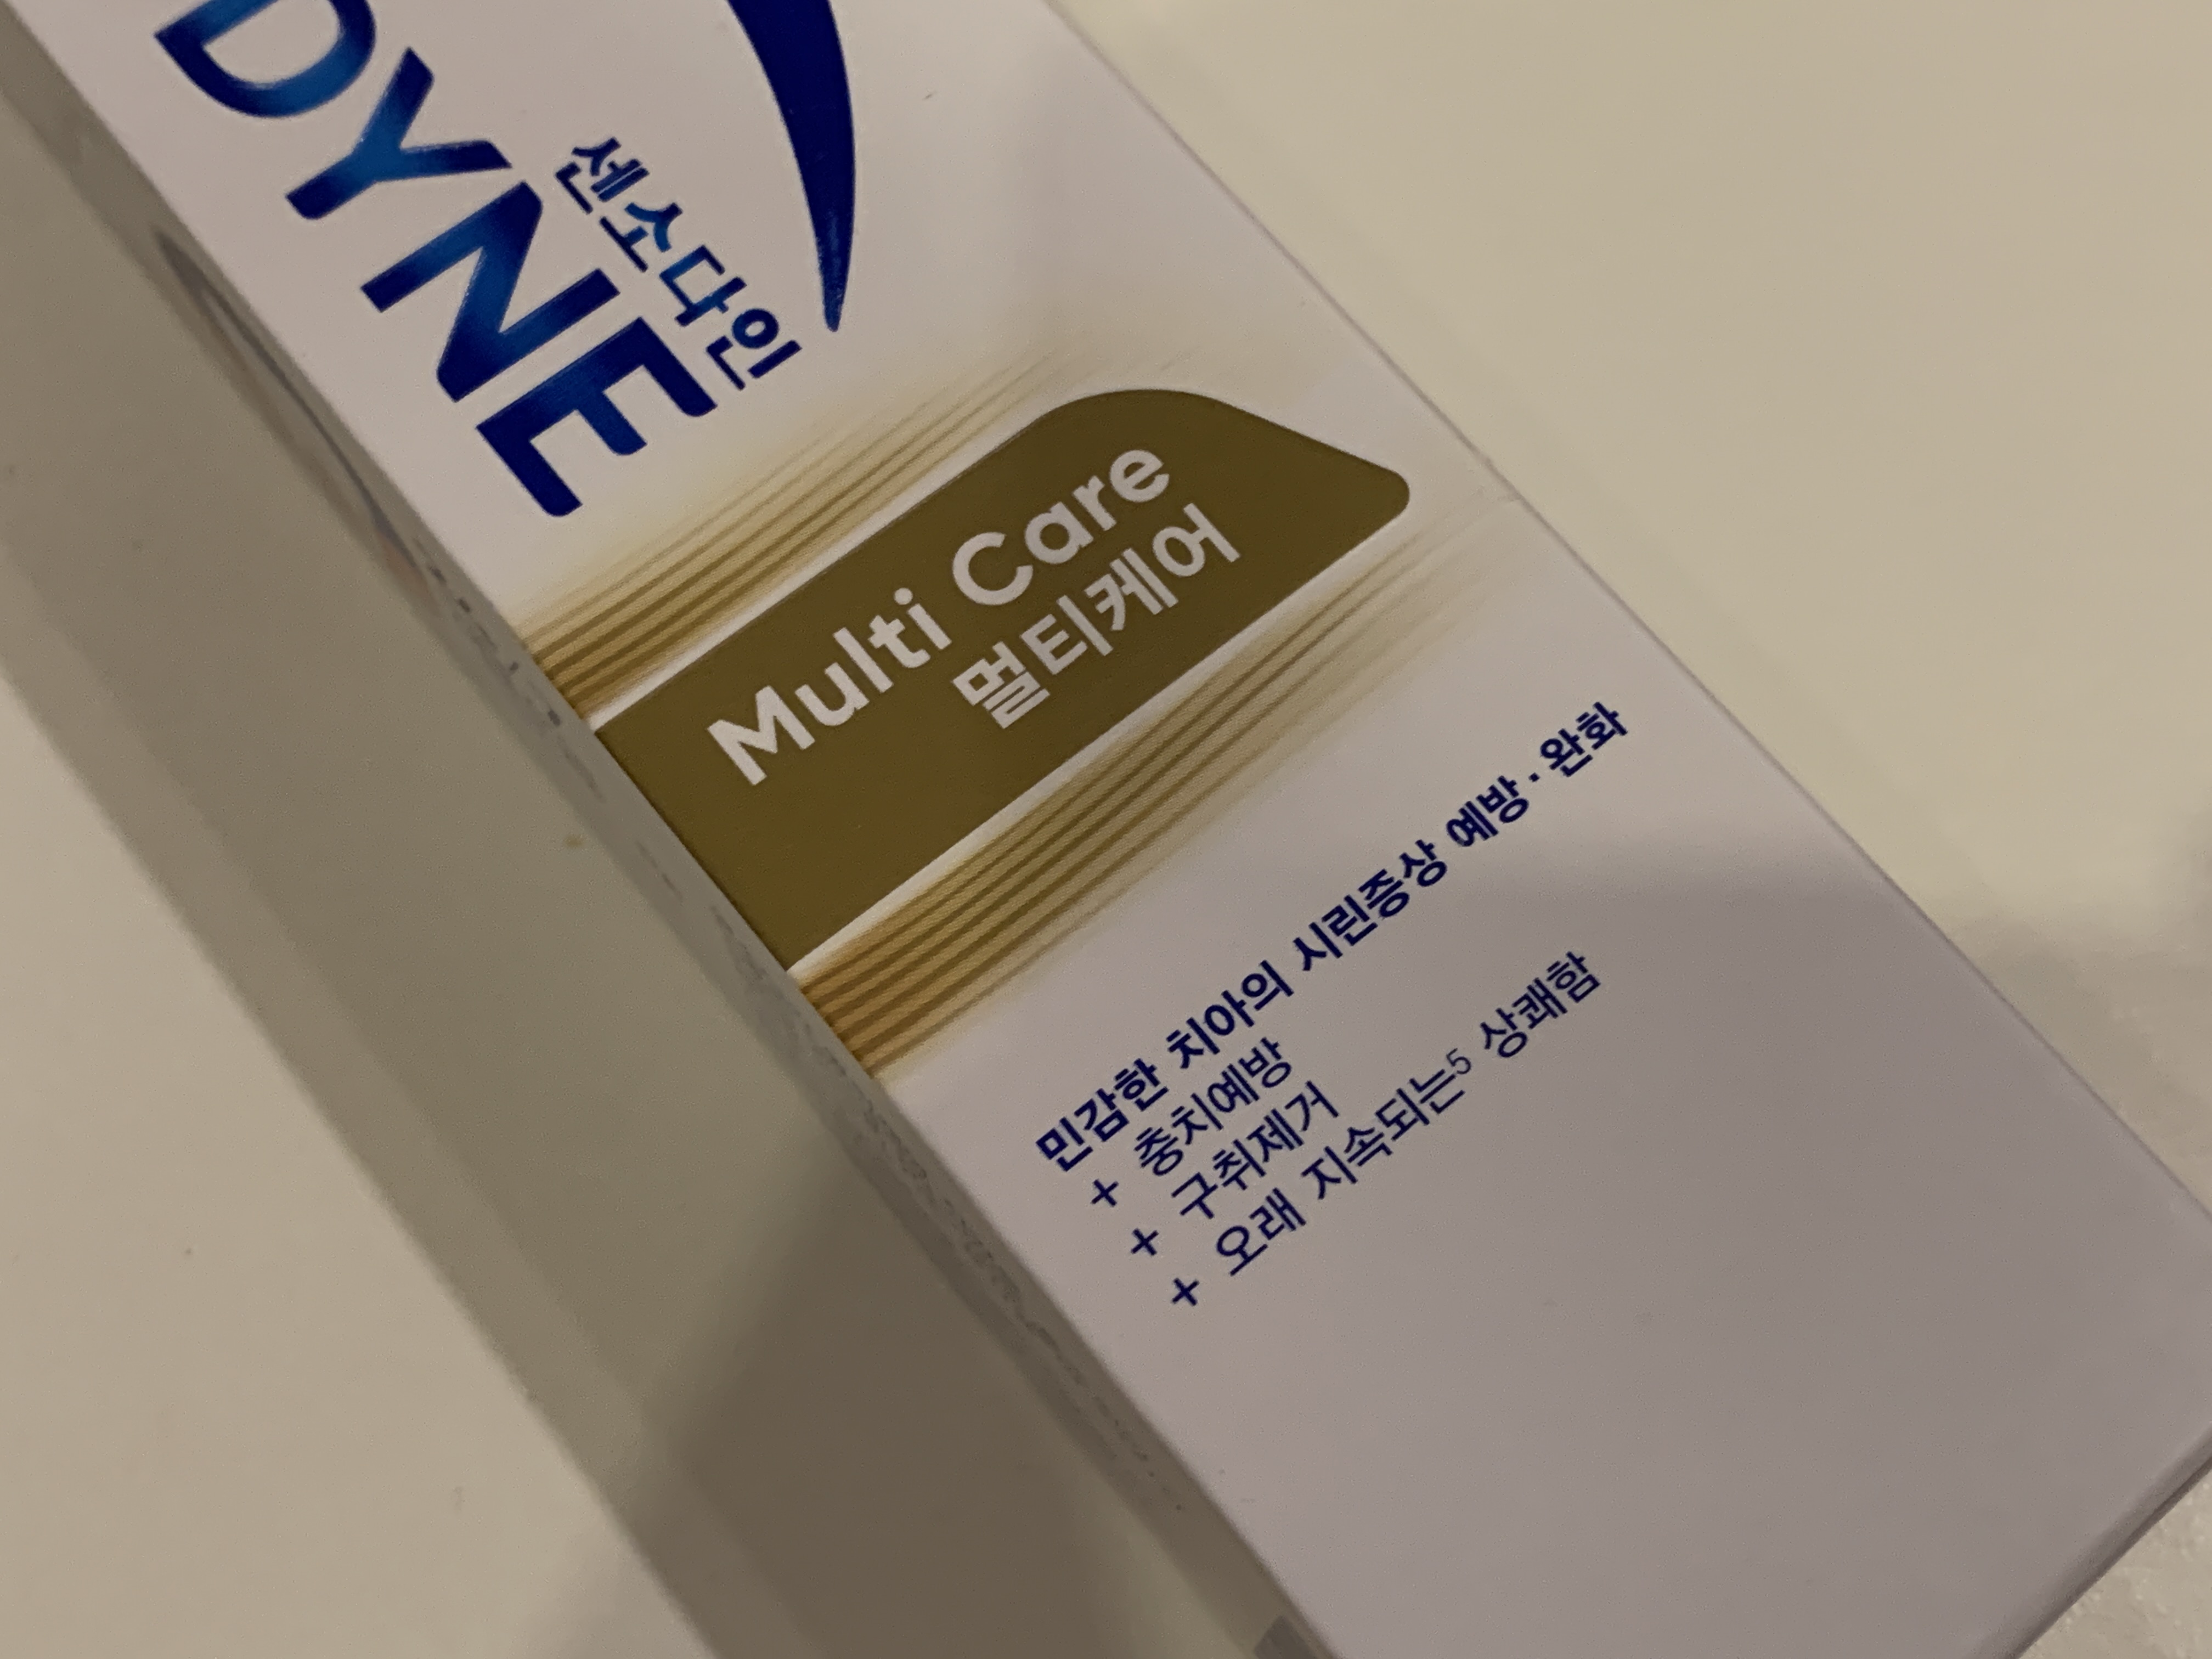 DYNE
센소다인
Multi Care
멀티케어
민감한 치아의 시린증상 예방·완화
+ 충치예방
+ 구취제거
+ 오래 지속되는5 상쾌함